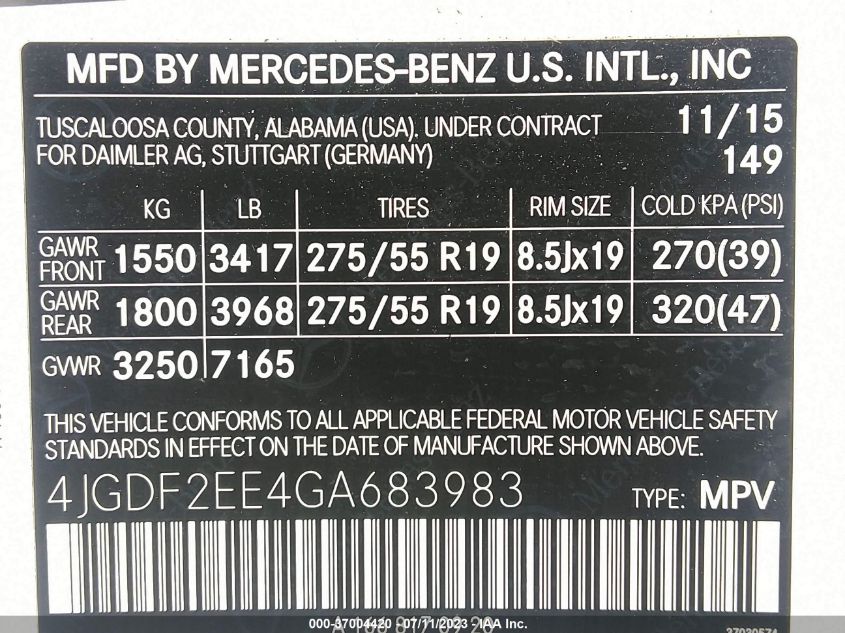 MFD BY MERCEDES-BENZ U.S. INTL., INC
TUSCALOOSA COUNTY, ALABAMA (USA). UNDER CONTRACT 11/15
FOR DAIMLER AG, STUTTGART (GERMANY) 149
KG LB TIRES RIM SIZE COLD KPA (PSI)
GAWR FRONT 1550 3417 275/55 R19 8.5Jx19 270(39)
GAWR REAR 1800 3968 275/55 R19 8.5Jx19 320(47)
GVWR 3250 7165
THIS VEHICLE CONFORMS TO ALL APPLICABLE FEDERAL MOTOR VEHICLE SAFETY
STANDARDS IN EFFECT ON THE DATE OF MANUFACTURE SHOWN ABOVE.
4JGDF2EE4GA683983 TYPE: MPV
000-37004420 - 07/11/2023 - IAA Inc.